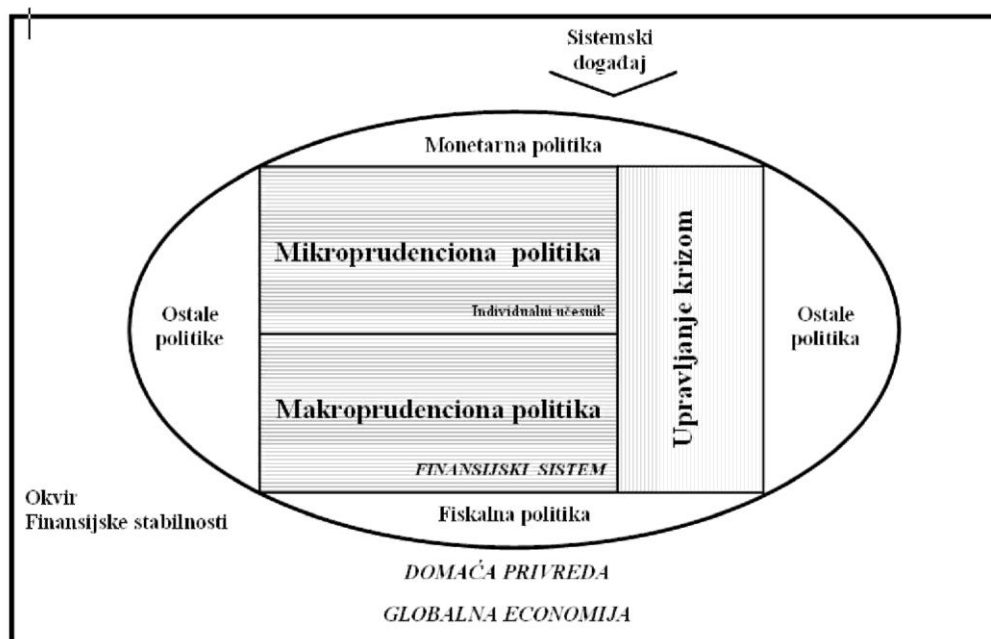 Sistemski
događaj
Monetarna politika
Mikroprudenciona politika
Individualni učesnik
Ostale
politike
Upravljanje krizom
Ostale
politika
Makroprudenciona politika
FINANSIJSKI SISTEM
Okvir
Finansijske stabilnosti
Fiskalna politika
DOMAĆA PRIVREDA
GLOBALNA EKONOMIJA